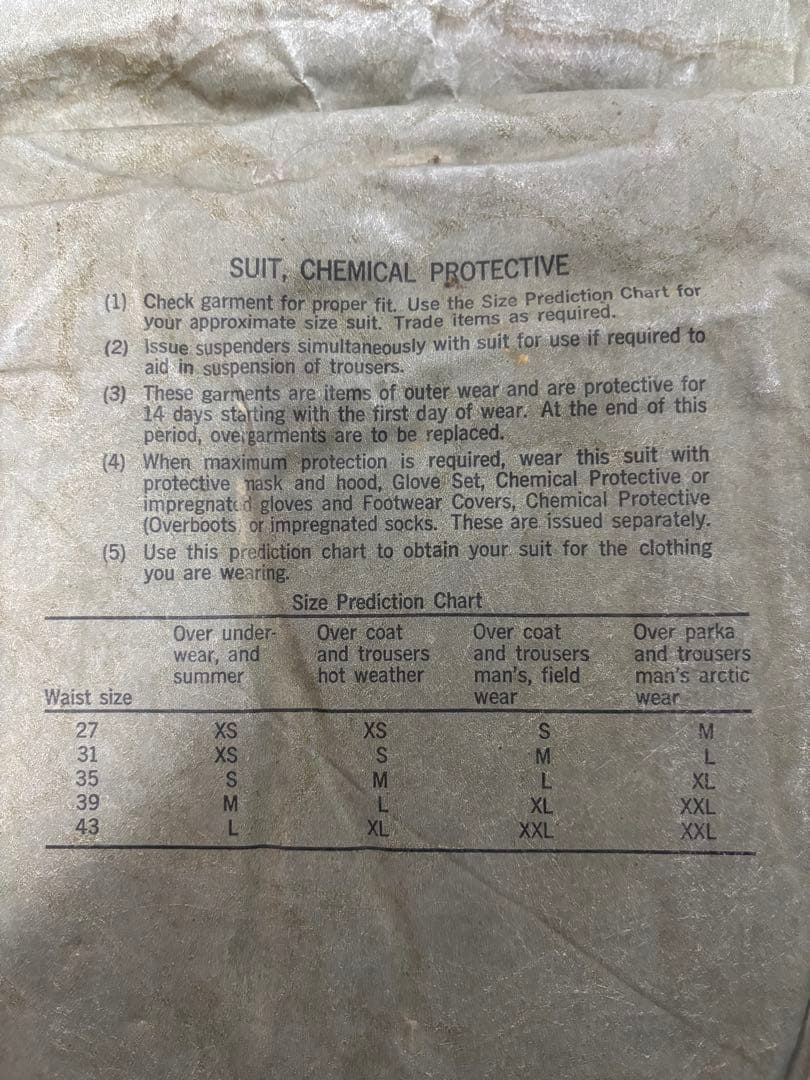 SUIT, CHEMICAL PROTECTIVE
(1) Check garment for proper fit. Use the Size Prediction Chart for
your approximate size suit. Trade items as required.
(2) Issue suspenders simultaneously with suit for use if required to
aid in suspension of trousers.
(3) These garments are items of outer wear and are protective for
14 days starting with the first day of wear. At the end of this
period, overgarments are to be replaced.
(4) When maximum protection is required, wear this suit with
protective mask and hood, Glove Set, Chemical Protective or
impregnated gloves and Footwear Covers, Chemical Protective
(Overboots) or impregnated socks. These are issued separately.
(5) Use this prediction chart to obtain your suit for the clothing
you are wearing.
Size Prediction Chart
Over under- Over coat Over coat Over parka
wear, and and trousers and trousers and trousers
summer hot weather man's, field man's arctic
Waist size wear wear
27 XS XS S M
31 XS S M L
35 S M L XL
39 M L XL XXL
43 L XL XXL XXL